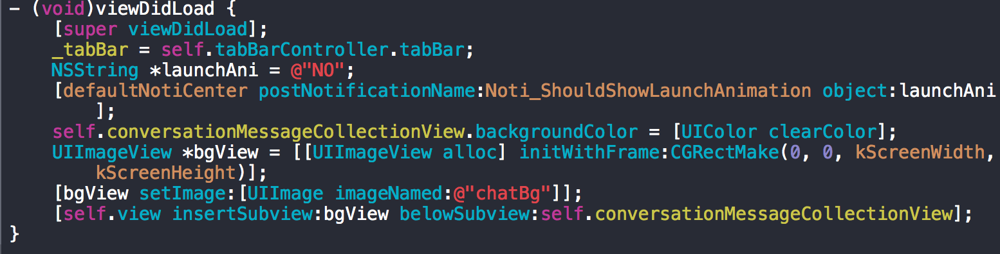 - (void)viewDidLoad {
[super viewDidLoad];
_tabBar = self.tabBarController.tabBar;
NSString *launchAni = @"NO";
[defaultNotiCenter postNotificationName:Noti_ShouldShowLaunchAnimation object:launchAni
];
self.conversationMessageCollectionView.backgroundColor = [UIColor clearColor];
UIImageView *bgView = [[UIImageView alloc] initWithFrame:CGRectMake(0, 0, kScreenWidth,
kScreenHeight)];
[bgView setImage:[UIImage imageNamed:@"chatBg"]];
[self.view insertSubview:bgView belowSubview:self.conversationMessageCollectionView];
}